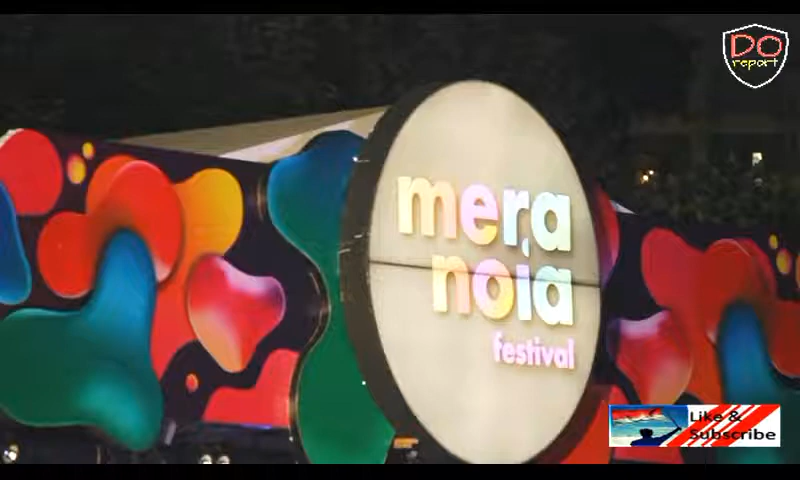 DO
report
mera
noia
festival
Like &
Subscribe